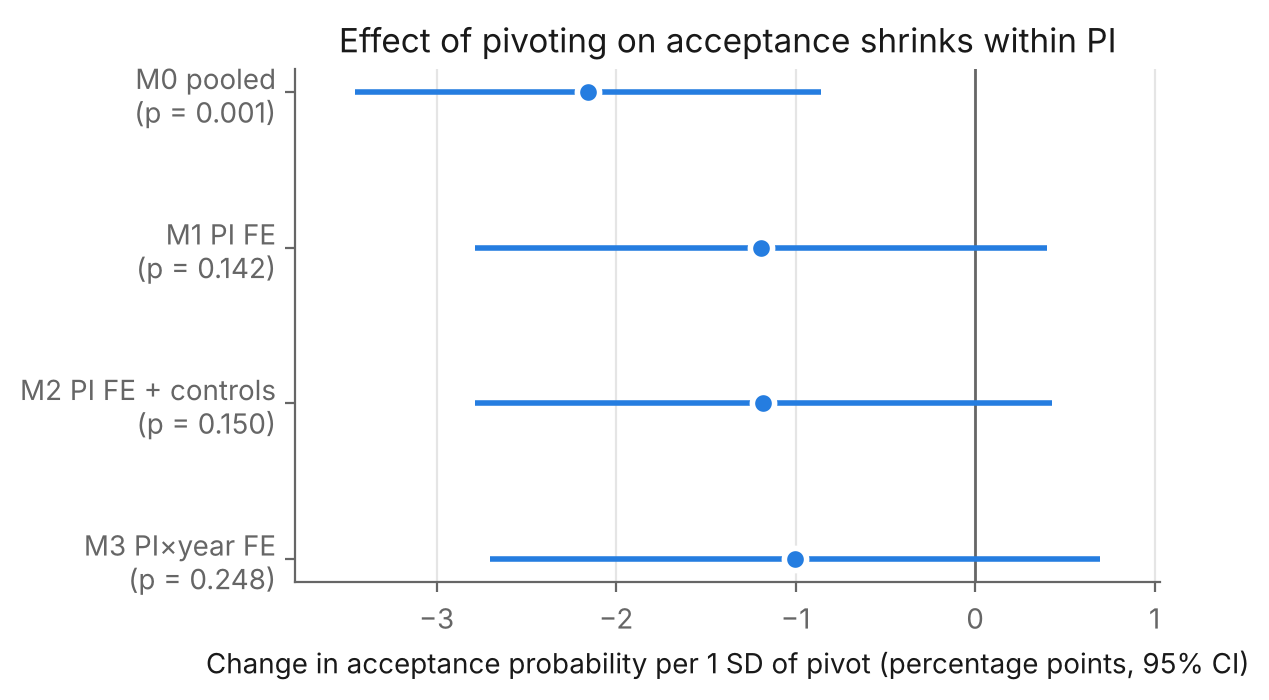 Effect of pivoting on acceptance shrinks within PI
M0 pooled
(p = 0.001)
M1 PI FE
(p = 0.142)
M2 PI FE + controls
(p = 0.150)
M3 PI×year FE
(p = 0.248)
−3
−2
−1
0
1
Change in acceptance probability per 1 SD of pivot (percentage points, 95% CI)